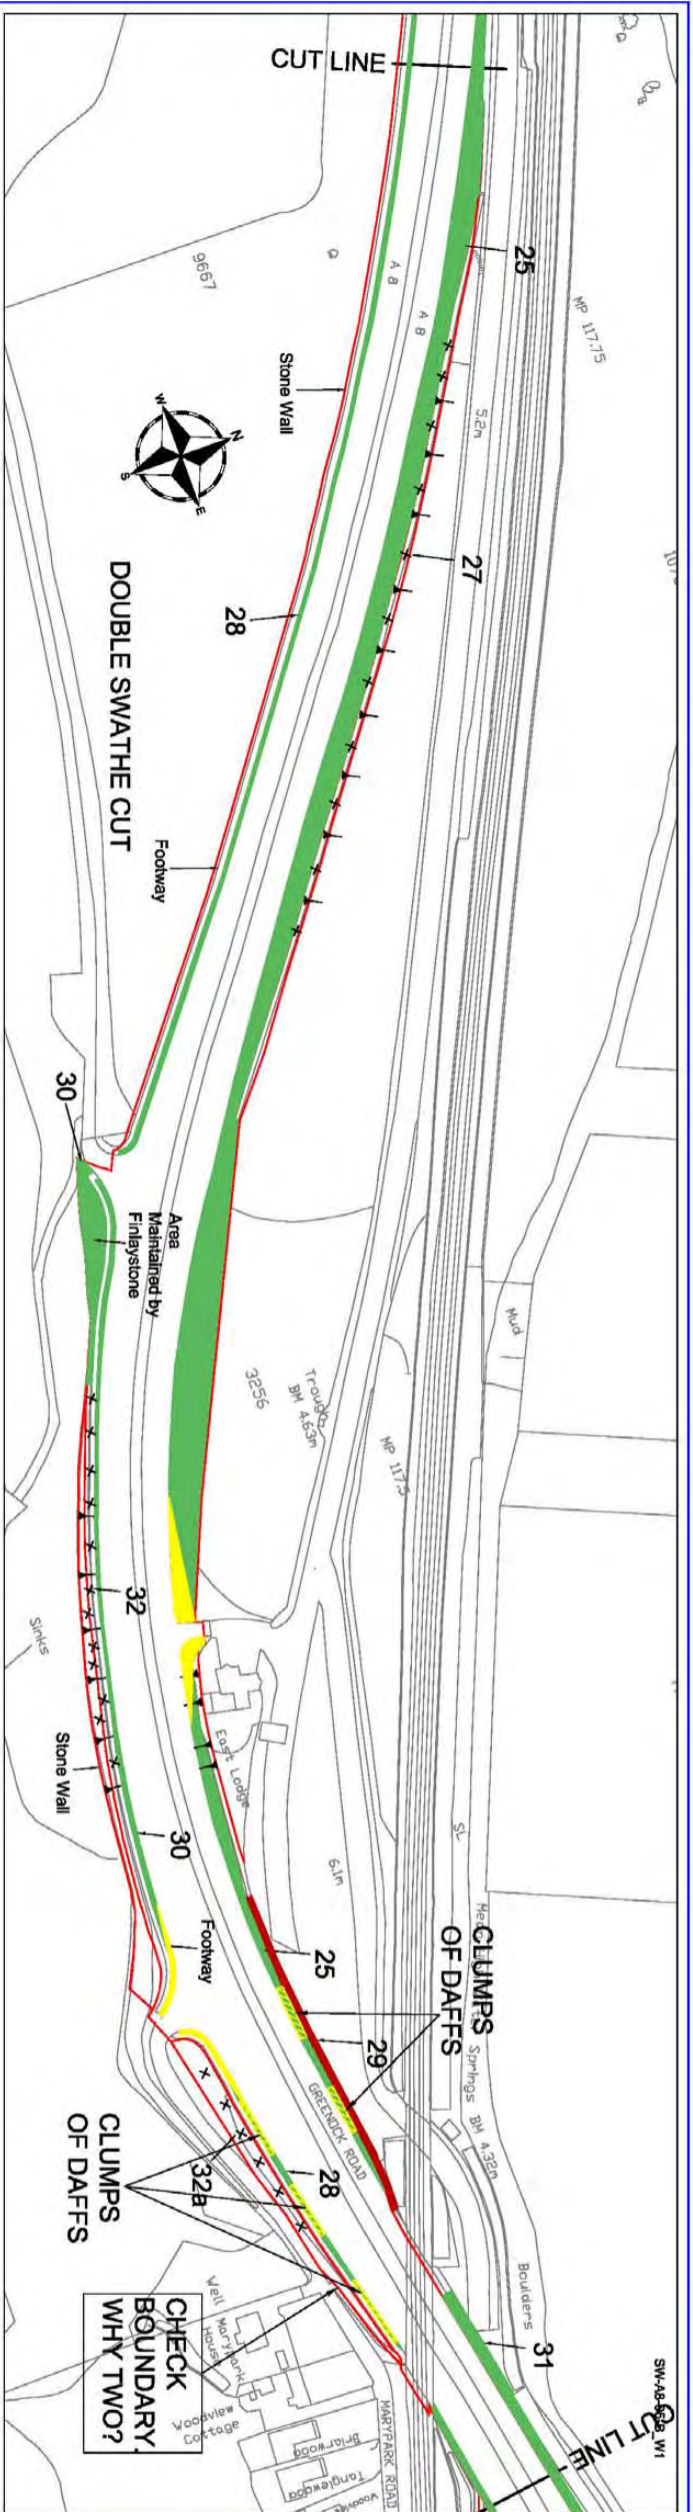 CUT LINE
25
MP 117.75
9667
A 8
A 8
Stone Wall
N
E
S
W
5.2m
27
28
DOUBLE SWATHE CUT
Footway
30
Area
Maintained by
Finlaystone
Mud
3256
Trough
BM 4.63m
MP 117.5
32
Sinks
Stone Wall
East Lodge
30
Footway
6.1m
SL
25
CLUMPS
OF DAFFS
29
Springs
BM 4.32m
GREENOCK ROAD
28
32a
CLUMPS
OF DAFFS
Boulders
31
CHECK
BOUNDARY.
WHY TWO?
Well
Marypark
House
Woodview
Cottage
MARYPARK ROAD
Briarwood
Tanglewood
CUT LINE